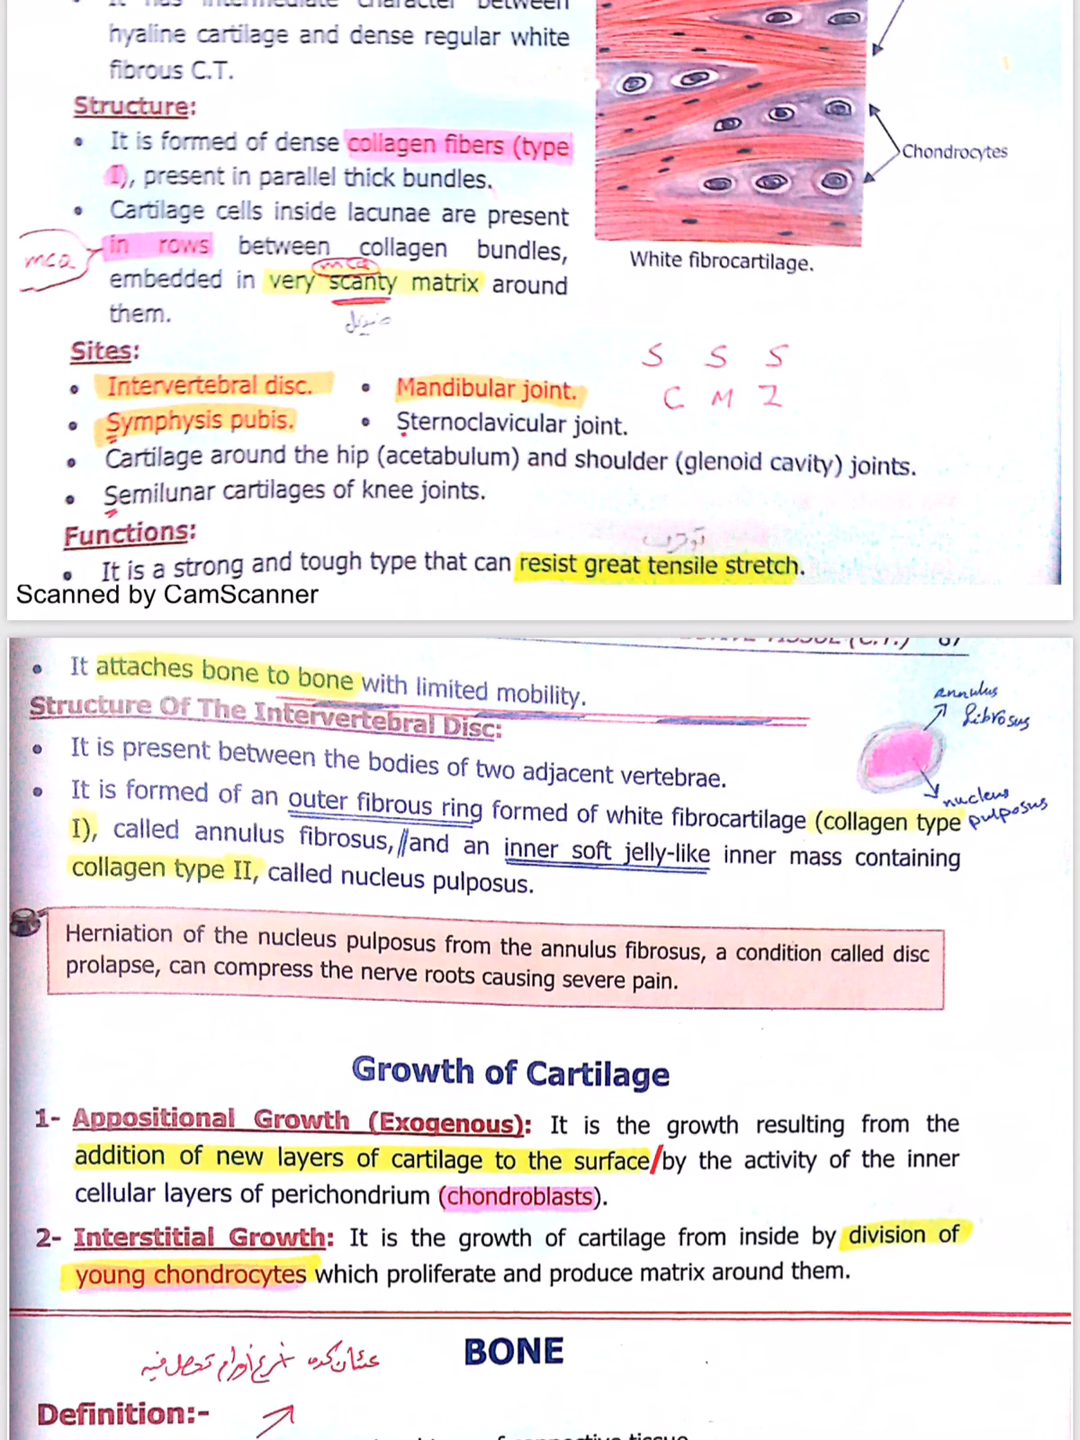 It has intermediate character between
hyaline cartilage and dense regular white
fibrous C.T.
Structure:
• It is formed of dense collagen fibers (type
I), present in parallel thick bundles.
• Cartilage cells inside lacunae are present
in rows between collagen bundles,
mcq
mcq
embedded in very scanty matrix around
them.
Chondrocytes
White fibrocartilage.
Sites:
S S S
C M I
• Intervertebral disc. • Mandibular joint.
• Symphysis pubis. • Sternoclavicular joint.
• Cartilage around the hip (acetabulum) and shoulder (glenoid cavity) joints.
• Semilunar cartilages of knee joints.
Functions:
• It is a strong and tough type that can resist great tensile stretch.
Scanned by CamScanner
TISSUE (C.T.) 67
• It attaches bone to bone with limited mobility.
Structure Of The Intervertebral Disc:
annulus
fibrosus
• It is present between the bodies of two adjacent vertebrae.
• It is formed of an outer fibrous ring formed of white fibrocartilage (collagen type
nucleus
pulposus
I), called annulus fibrosus, and an inner soft jelly-like inner mass containing
collagen type II, called nucleus pulposus.
Herniation of the nucleus pulposus from the annulus fibrosus, a condition called disc
prolapse, can compress the nerve roots causing severe pain.
Growth of Cartilage
1- Appositional Growth (Exogenous): It is the growth resulting from the
addition of new layers of cartilage to the surface/by the activity of the inner
cellular layers of perichondrium (chondroblasts).
2- Interstitial Growth: It is the growth of cartilage from inside by division of
young chondrocytes which proliferate and produce matrix around them.
BONE
عشان كده
Definition:-